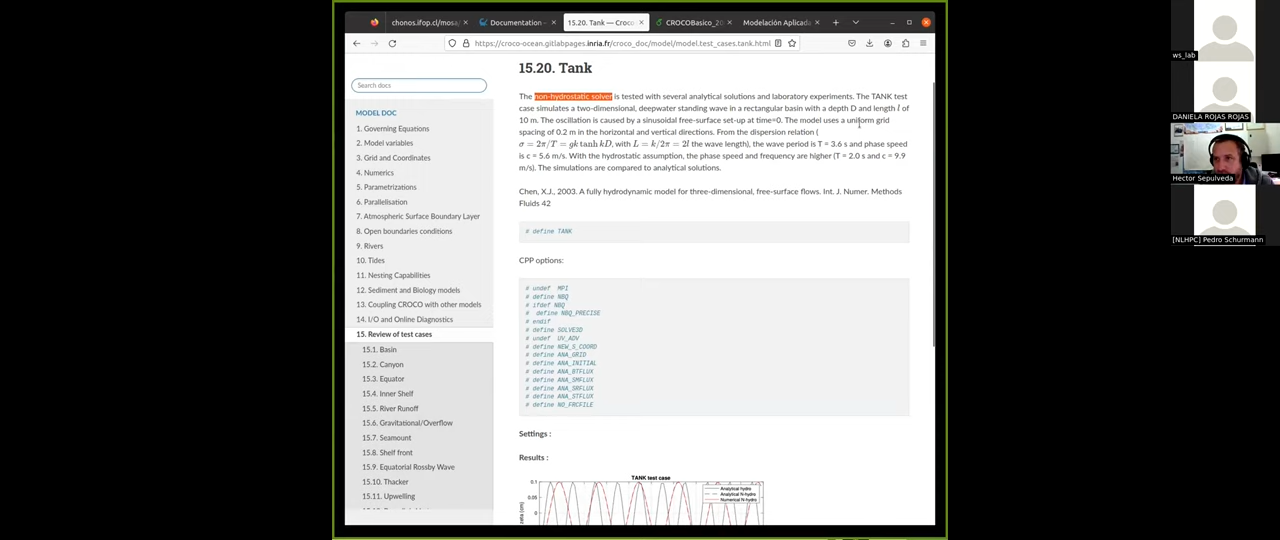 chonos.ifop.cl/mosa/
Documentation –
15.20. Tank — Croco
CROCOBasico_20
Modelación Aplicada
https://croco-ocean.gitlabpages.inria.fr/croco_doc/model/model.test_cases.tank.html
Search docs
MODEL DOC
1. Governing Equations
2. Model variables
3. Grid and Coordinates
4. Numerics
5. Parametrizations
6. Parallelisation
7. Atmospheric Surface Boundary Layer
8. Open boundaries conditions
9. Rivers
10. Tides
11. Nesting Capabilities
12. Sediment and Biology models
13. Coupling CROCO with other models
14. I/O and Online Diagnostics
15. Review of test cases
15.1. Basin
15.2. Canyon
15.3. Equator
15.4. Inner Shelf
15.5. River Runoff
15.6. Gravitational/Overflow
15.7. Seamount
15.8. Shelf front
15.9. Equatorial Rossby Wave
15.10. Thacker
15.11. Upwelling
15.20. Tank
The non-hydrostatic solver is tested with several analytical solutions and laboratory experiments. The TANK test
case simulates a two-dimensional, deepwater standing wave in a rectangular basin with a depth D and length l of
10 m. The oscillation is caused by a sinusoidal free-surface set-up at time=0. The model uses a uniform grid
spacing of 0.2 m in the horizontal and vertical directions. From the dispersion relation (
σ = 2π/T = gk tanh kD, with L = k/2π = 2l the wave length), the wave period is T = 3.6 s and phase speed
is c = 5.6 m/s. With the hydrostatic assumption, the phase speed and frequency are higher (T = 2.0 s and c = 9.9
m/s). The simulations are compared to analytical solutions.
Chen, X.J., 2003. A fully hydrodynamic model for three-dimensional, free-surface flows. Int. J. Numer. Methods
Fluids 42
# define TANK
CPP options:
# undef MPI
# define NBQ
# ifdef NBQ
# define NBQ_PRECISE
# endif
# define SOLVE3D
# undef UV_ADV
# define NEW_S_COORD
# define ANA_GRID
# define ANA_INITIAL
# define ANA_BTFLUX
# define ANA_SMFLUX
# define ANA_SRFLUX
# define ANA_STFLUX
# define NO_FRCFILE
Settings :
Results :
TANK test case
0.1
0.05
0
zeta (cm)
Analytical hydro
Analytical N-hydro
Numerical N-hydro
ws_lab
DANIELA ROJAS ROJAS
Hector Sepulveda
[NLHPC] Pedro Schurmann